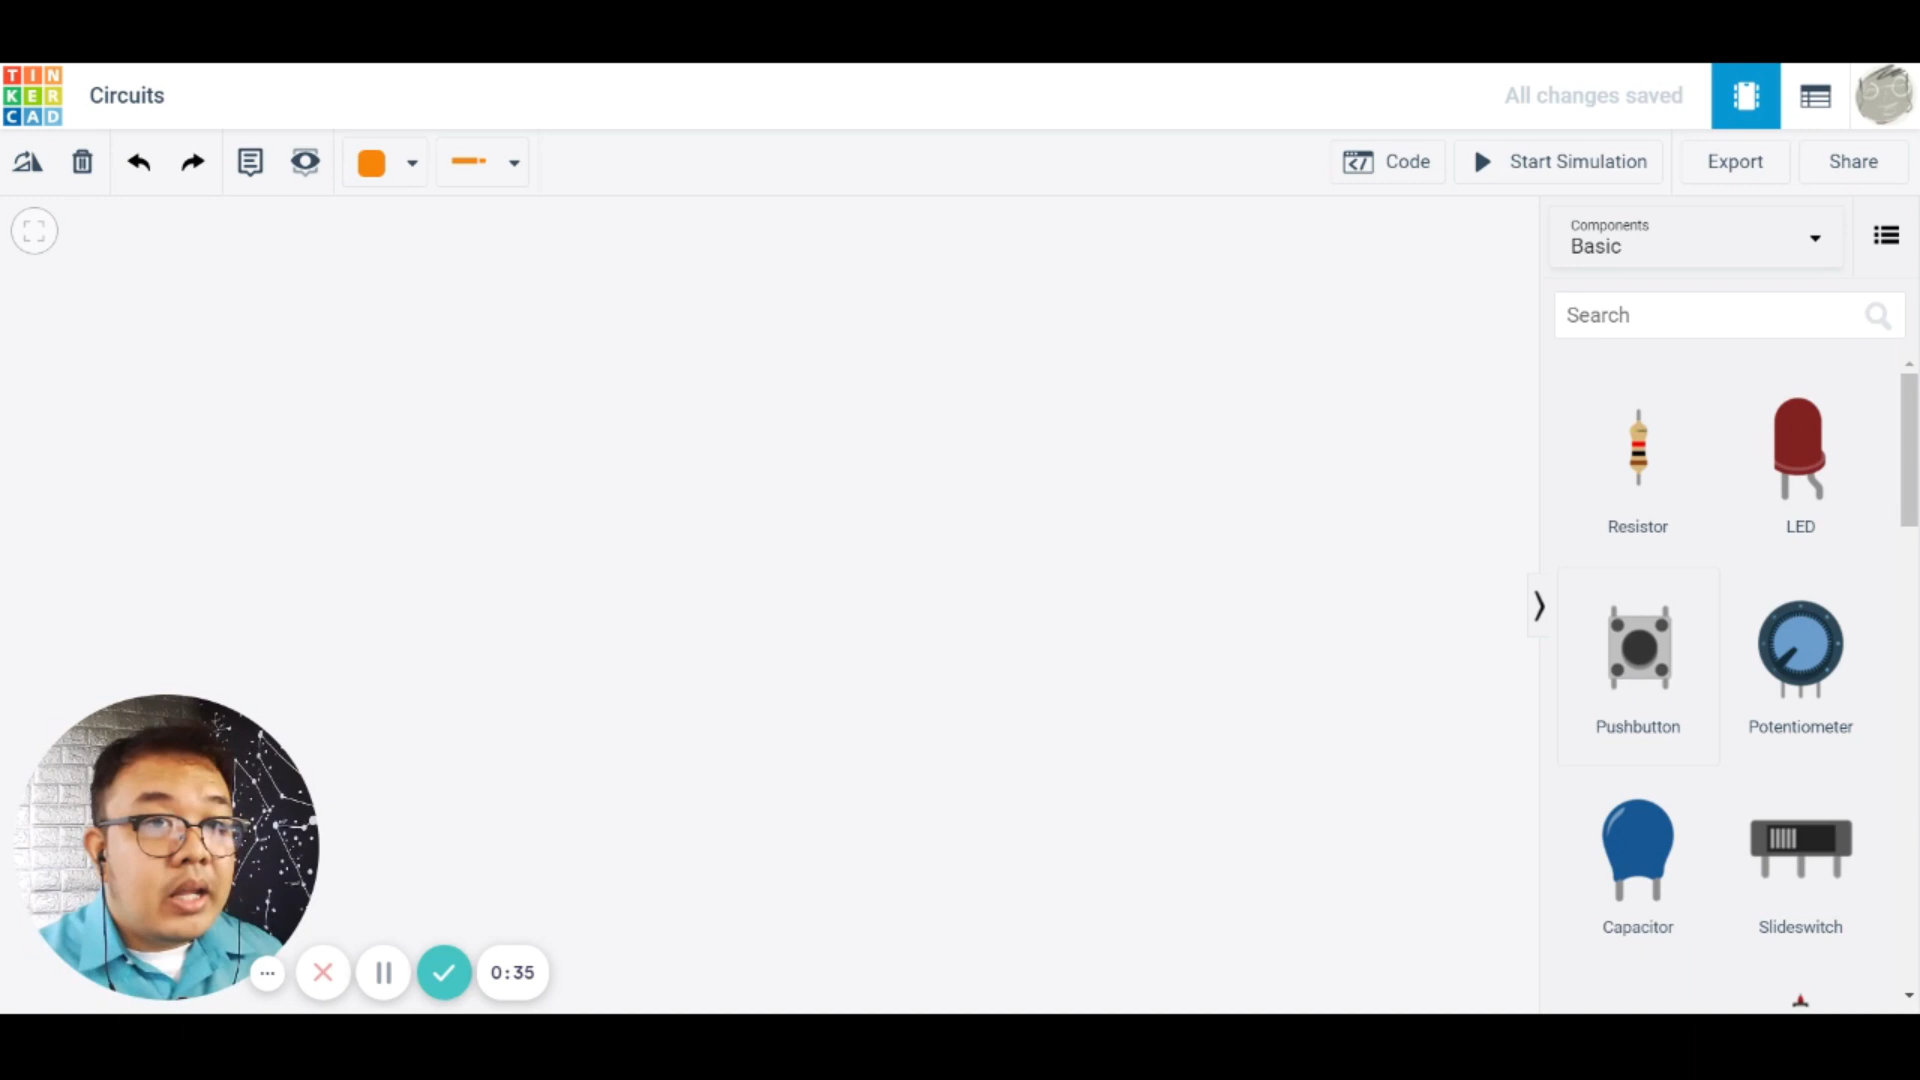 TIN
KER
CAD
Circuits
All changes saved
Code
Start Simulation
Export
Share
Components
Basic
Search
Resistor
LED
Pushbutton
Potentiometer
Capacitor
Slideswitch
0:35